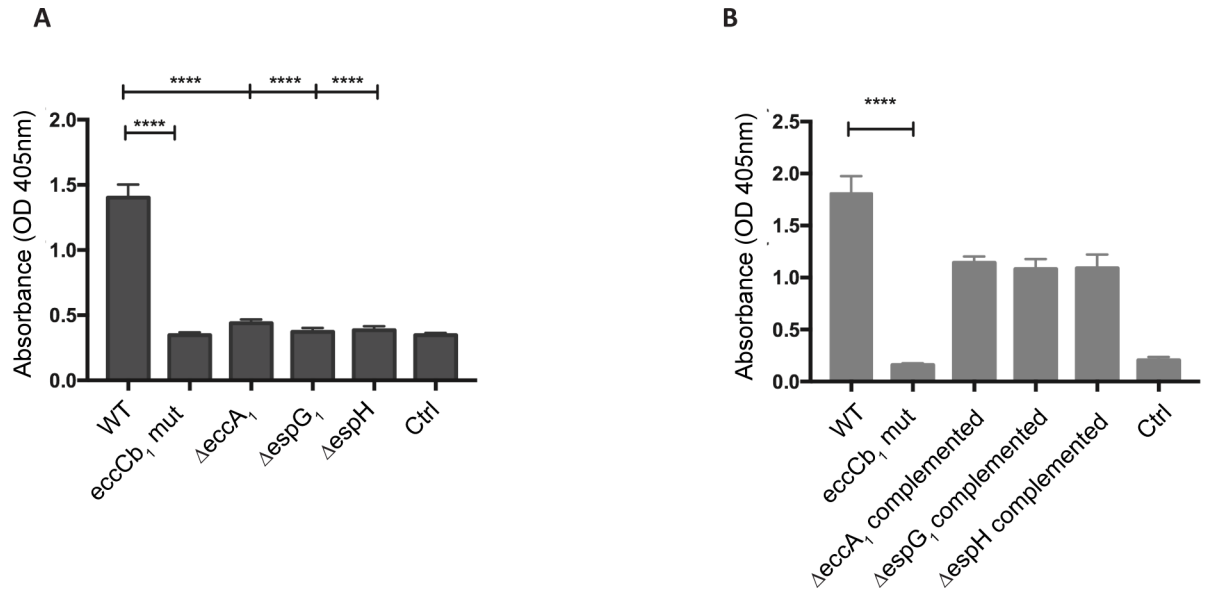 A
****
****
****
****
2.0
1.5
1.0
0.5
0.0
Absorbance (OD 405nm)
WT
eccCb₁ mut
ΔeccA₁
ΔespG₁
ΔespH
Ctrl
B
****
2.5
2.0
1.5
1.0
0.5
0.0
Absorbance (OD 405nm)
WT
eccCb₁ mut
ΔeccA₁ complemented
ΔespG₁ complemented
ΔespH complemented
Ctrl